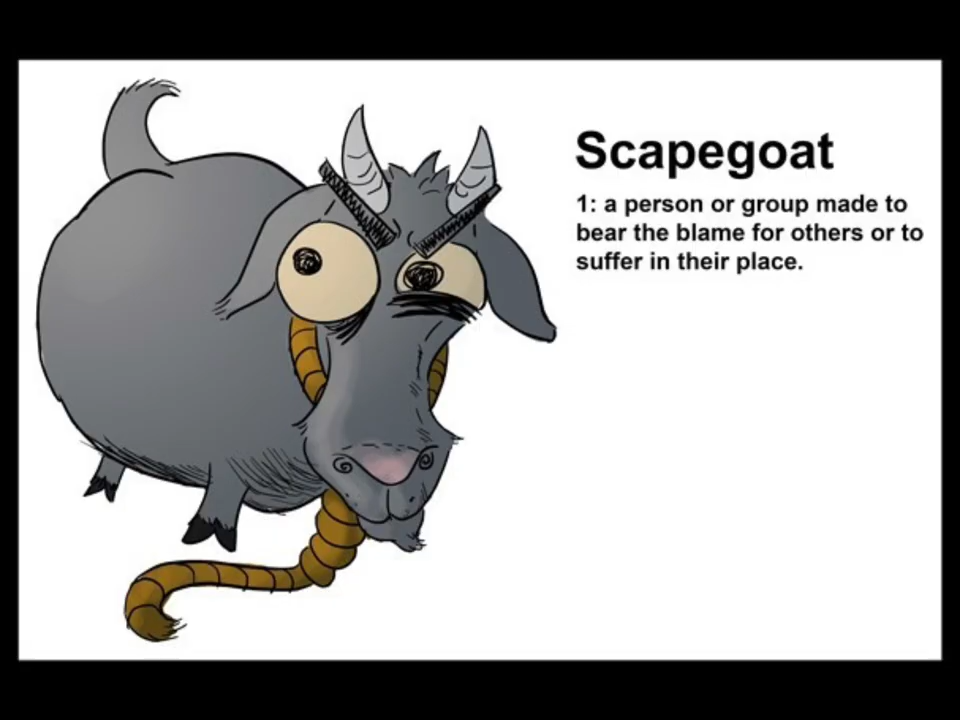 Scapegoat
1: a person or group made to
bear the blame for others or to
suffer in their place.